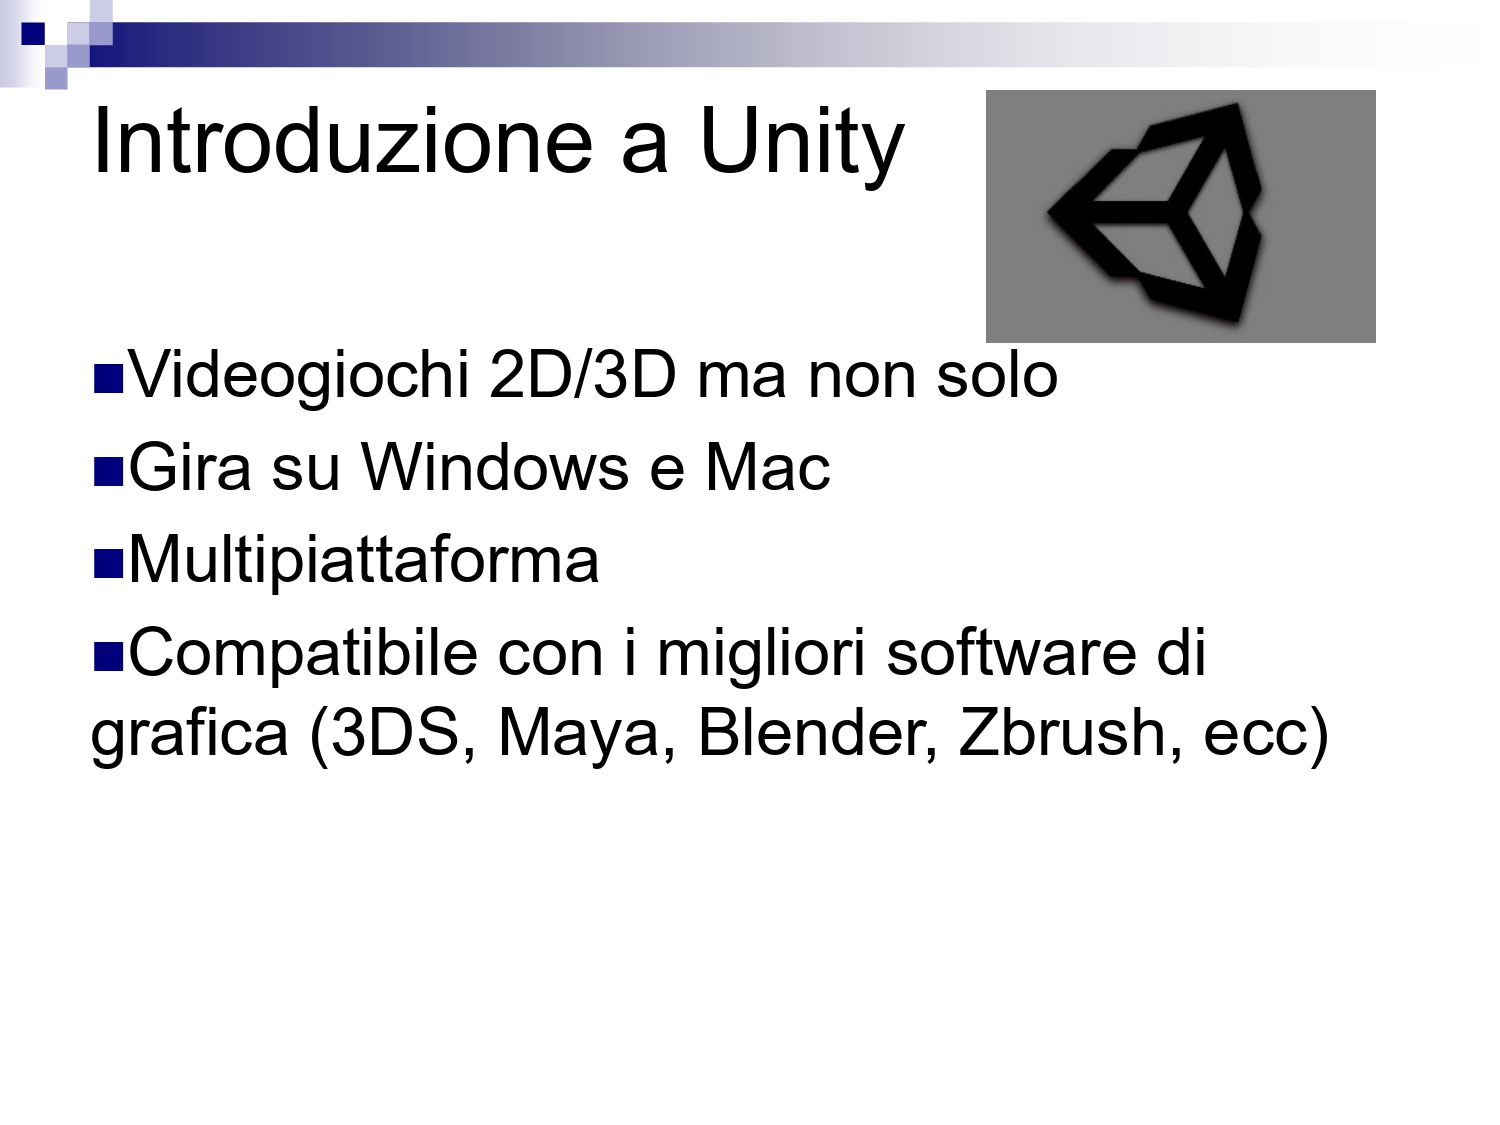 Introduzione a Unity
Videogiochi 2D/3D ma non solo
Gira su Windows e Mac
Multipiattaforma
Compatibile con i migliori software di
grafica (3DS, Maya, Blender, Zbrush, ecc)